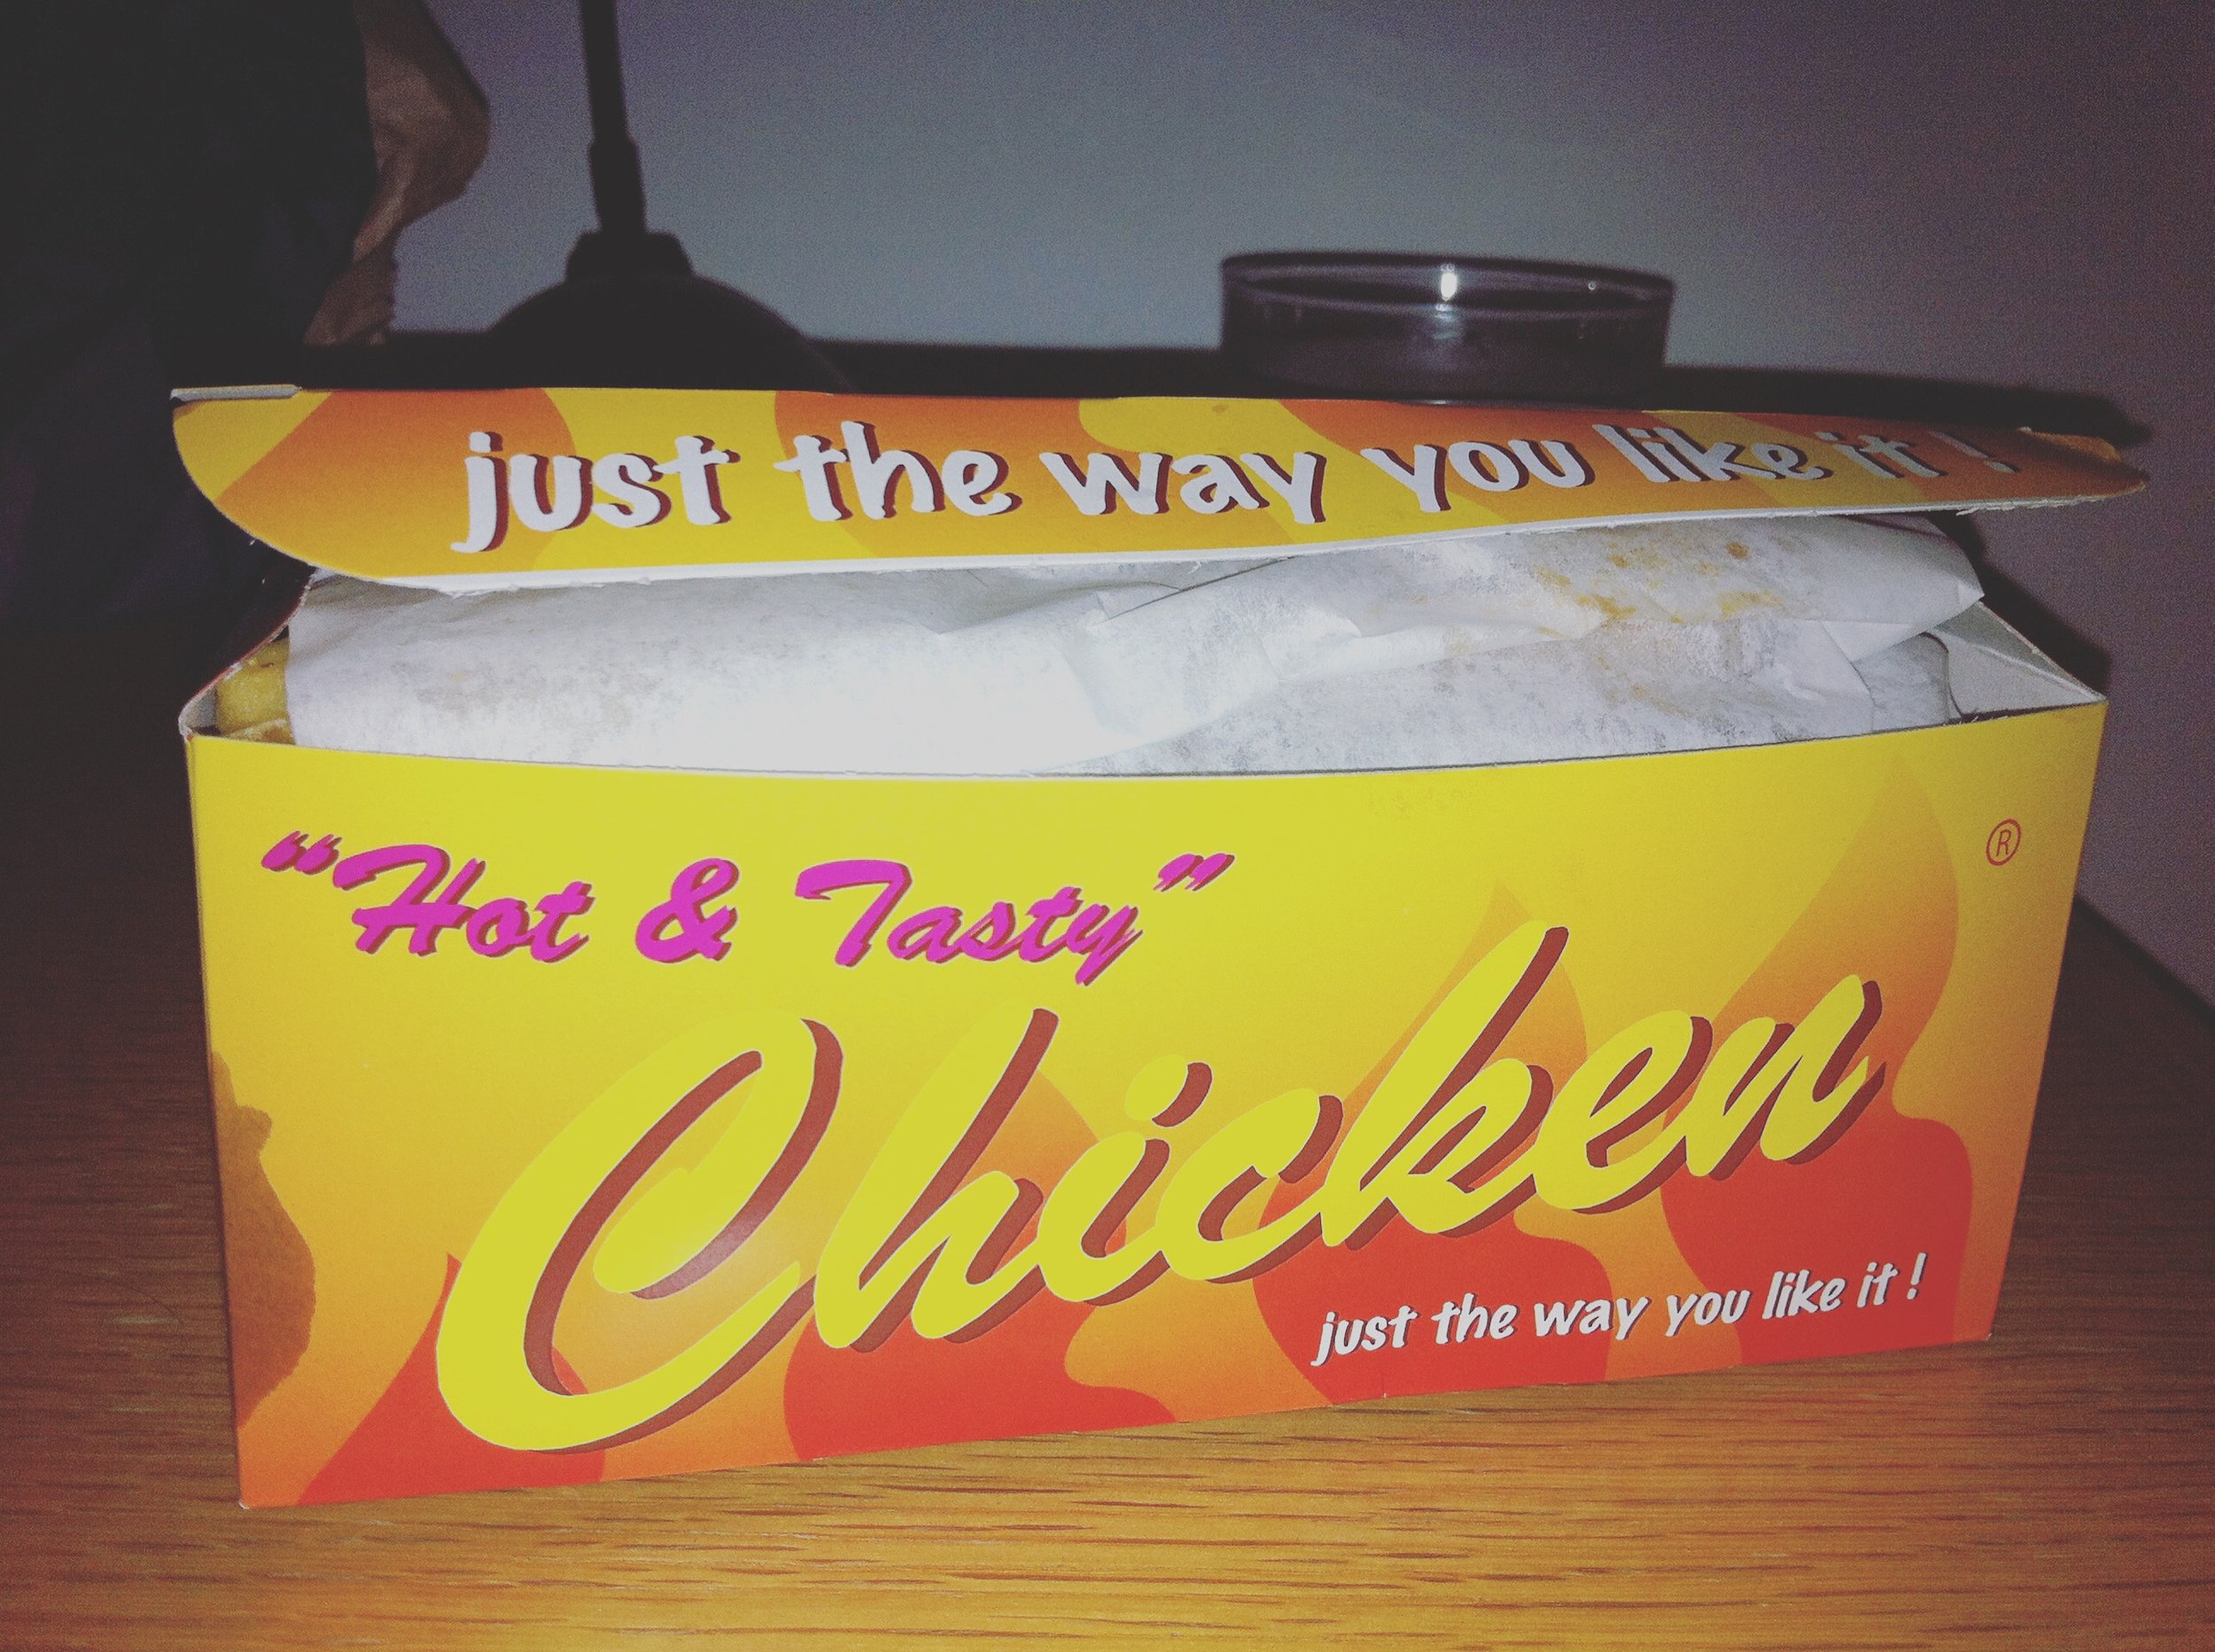 just the way you like it !
“Hot & Tasty”
®
Chicken
just the way you like it !